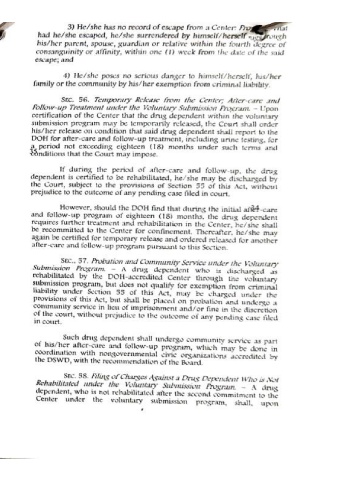 3) He/she has no record of escape from a Center: That
had he/she escaped, he/she surrendered by himself/herself
his/her parent, spouse, guardian or relative within the fourth degree of
consanguinity or affinity, within one (1) week from the date of the said
escape; and
4) He/she poses no serious danger to himself/herself, his/her
family or the community by his/her exemption from criminal liability.
SEC. 56. Temporary Release from the Center; After-care and
Follow-up Treatment under the Voluntary Submission Program. – Upon
certification of the Center that the drug dependent within the voluntary
submission program may be temporarily released, the Court shall order
his/her release on condition that said drug dependent shall report to the
DOH for after-care and follow-up treatment, including urine testing, for
a period not exceeding eighteen (18) months under such terms and
conditions that the Court may impose.
If during the period of after-care and follow-up, the drug
dependent is certified to be rehabilitated, he/she may be discharged by
the Court, subject to the provisions of Section 55 of this Act, without
prejudice to the outcome of any pending case filed in court.
However, should the DOH find that during the initial after-care
and follow-up program of eighteen (18) months, the drug dependent
requires further treatment and rehabilitation in the Center, he/she shall
be recommitted to the Center for confinement. Thereafter, he/she may
again be certified for temporary release and ordered released for another
after-care and follow-up program pursuant to this Section.
SEC.. 57. Probation and Community Service under the Voluntary
Submission Program. – A drug dependent who is discharged as
rehabilitated by the DOH-accredited Center through the voluntary
submission program, but does not qualify for exemption from criminal
liability under Section 55 of this Act, may be charged under the
provisions of this Act, but shall be placed on probation and undergo a
community service in lieu of imprisonment and/or fine in the discretion
of the court, without prejudice to the outcome of any pending case filed
in court.
Such drug dependent shall undergo community service as part
of his/her after-care and follow-up program, which may be done in
coordination with nongovernmental civic organizations accredited by
the DSWD, with the recommendation of the Board.
SEC. 58. Filing of Charges Against a Drug Dependent Who is Not
Rehabilitated under the Voluntary Submission Program. – A drug
dependent, who is not rehabilitated after the second commitment to the
Center under the voluntary submission program, shall, upon